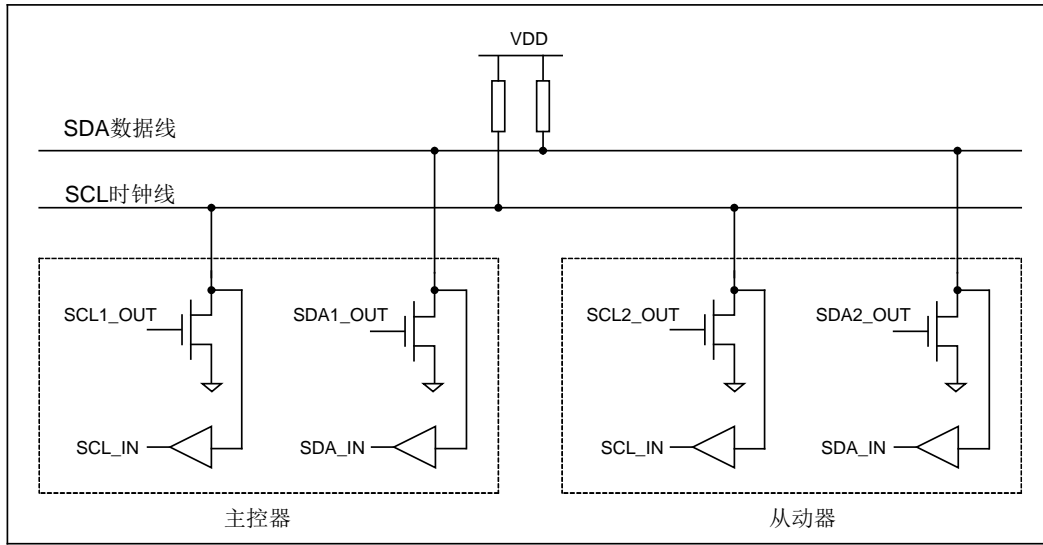 VDD
SDA数据线
SCL时钟线
SCL1_OUT
SDA1_OUT
SCL2_OUT
SDA2_OUT
SCL_IN
SDA_IN
SCL_IN
SDA_IN
主控器
从动器